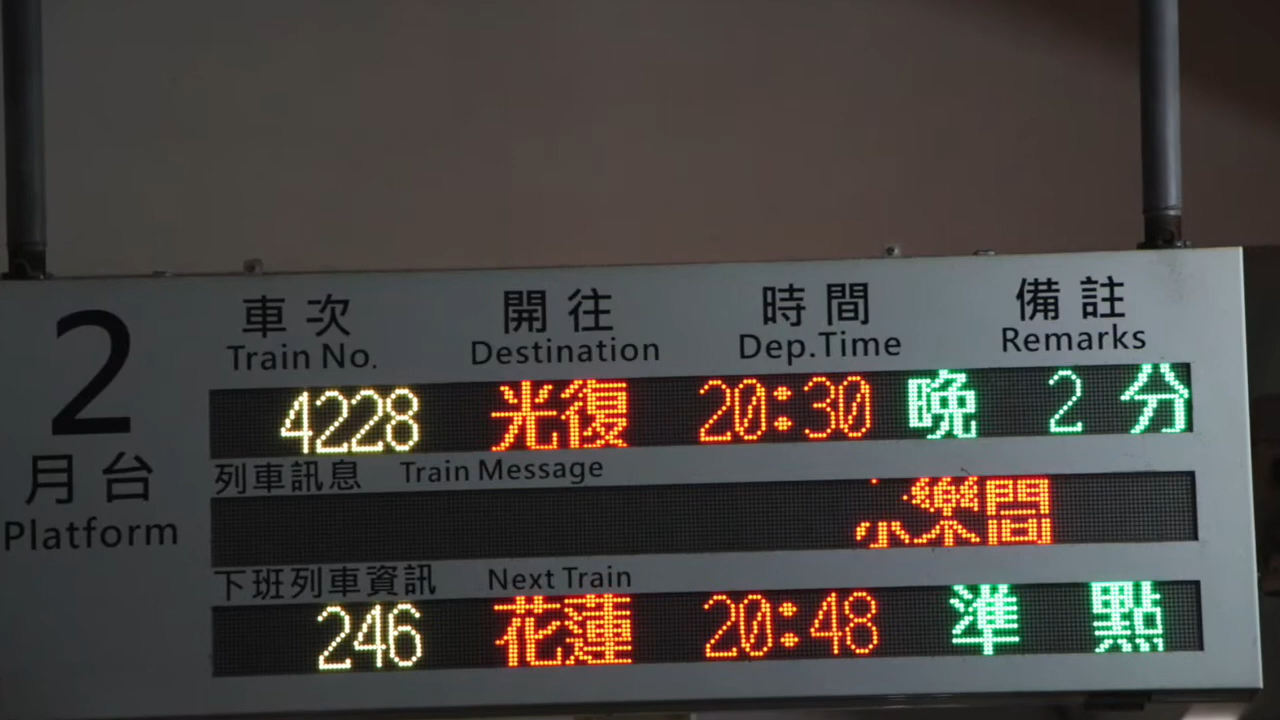 2
月台
Platform
車次 開往 時間 備註
Train No. Destination Dep.Time Remarks
4228 光復 20:30 晚 2 分
列車訊息 Train Message
樂間
下班列車資訊 Next Train
246 花蓮 20:48 準點